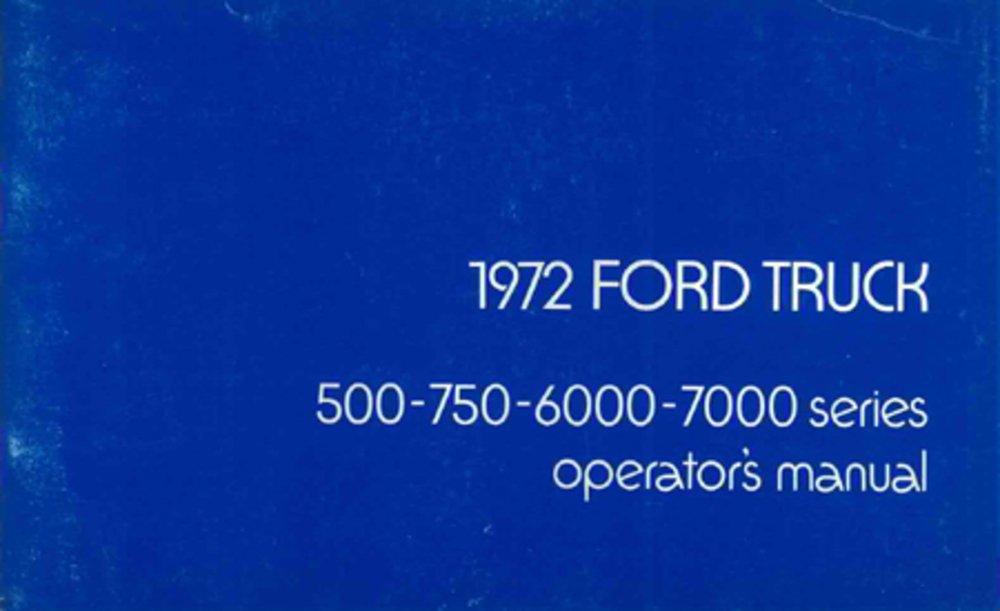 1972 FORD TRUCK
500-750-6000-7000 series
operator's manual